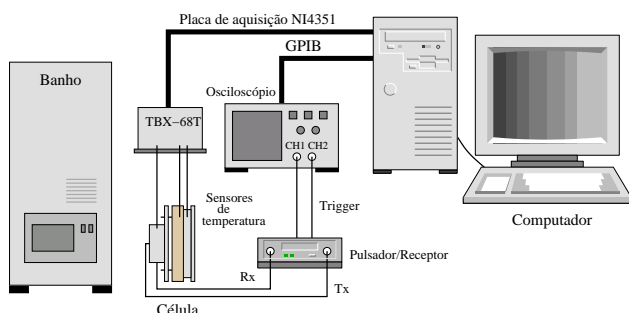 Placa de aquisição NI4351
GPIB
Banho
Osciloscópio
TBX−68T
CH1 CH2
Sensores
de
temperatura
Trigger
Computador
Pulsador/Receptor
Rx
Tx
Célula